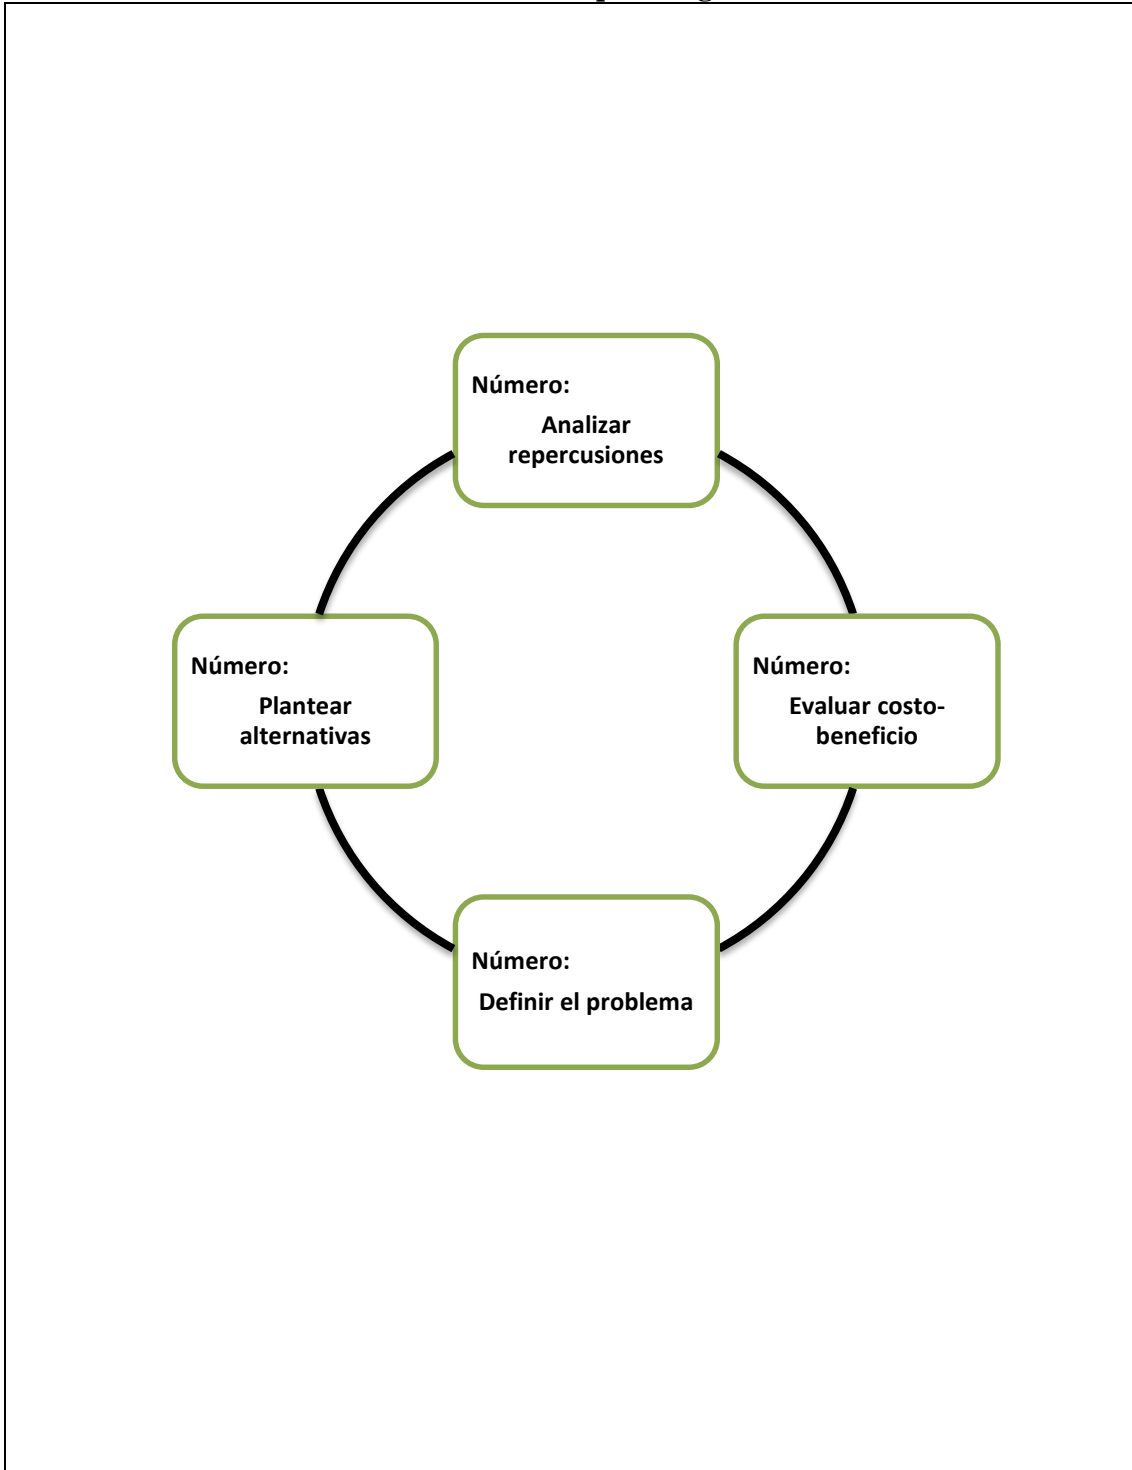 Número:
Analizar
repercusiones
Número:
Plantear
alternativas
Número:
Evaluar costo-
beneficio
Número:
Definir el problema